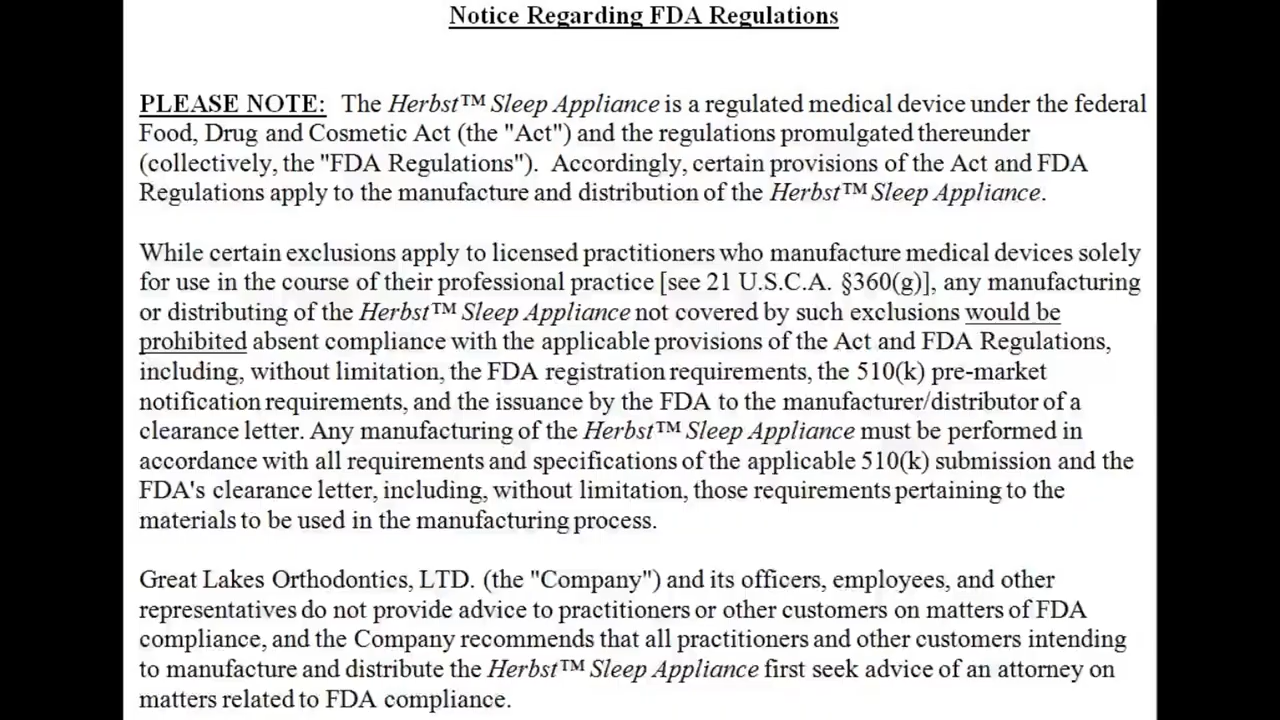 Notice Regarding FDA Regulations
PLEASE NOTE: The Herbst™ Sleep Appliance is a regulated medical device under the federal
Food, Drug and Cosmetic Act (the "Act") and the regulations promulgated thereunder
(collectively, the "FDA Regulations"). Accordingly, certain provisions of the Act and FDA
Regulations apply to the manufacture and distribution of the Herbst™ Sleep Appliance.
While certain exclusions apply to licensed practitioners who manufacture medical devices solely
for use in the course of their professional practice [see 21 U.S.C.A. §360(g)], any manufacturing
or distributing of the Herbst™ Sleep Appliance not covered by such exclusions would be
prohibited absent compliance with the applicable provisions of the Act and FDA Regulations,
including, without limitation, the FDA registration requirements, the 510(k) pre-market
notification requirements, and the issuance by the FDA to the manufacturer/distributor of a
clearance letter. Any manufacturing of the Herbst™ Sleep Appliance must be performed in
accordance with all requirements and specifications of the applicable 510(k) submission and the
FDA's clearance letter, including, without limitation, those requirements pertaining to the
materials to be used in the manufacturing process.
Great Lakes Orthodontics, LTD. (the "Company") and its officers, employees, and other
representatives do not provide advice to practitioners or other customers on matters of FDA
compliance, and the Company recommends that all practitioners and other customers intending
to manufacture and distribute the Herbst™ Sleep Appliance first seek advice of an attorney on
matters related to FDA compliance.